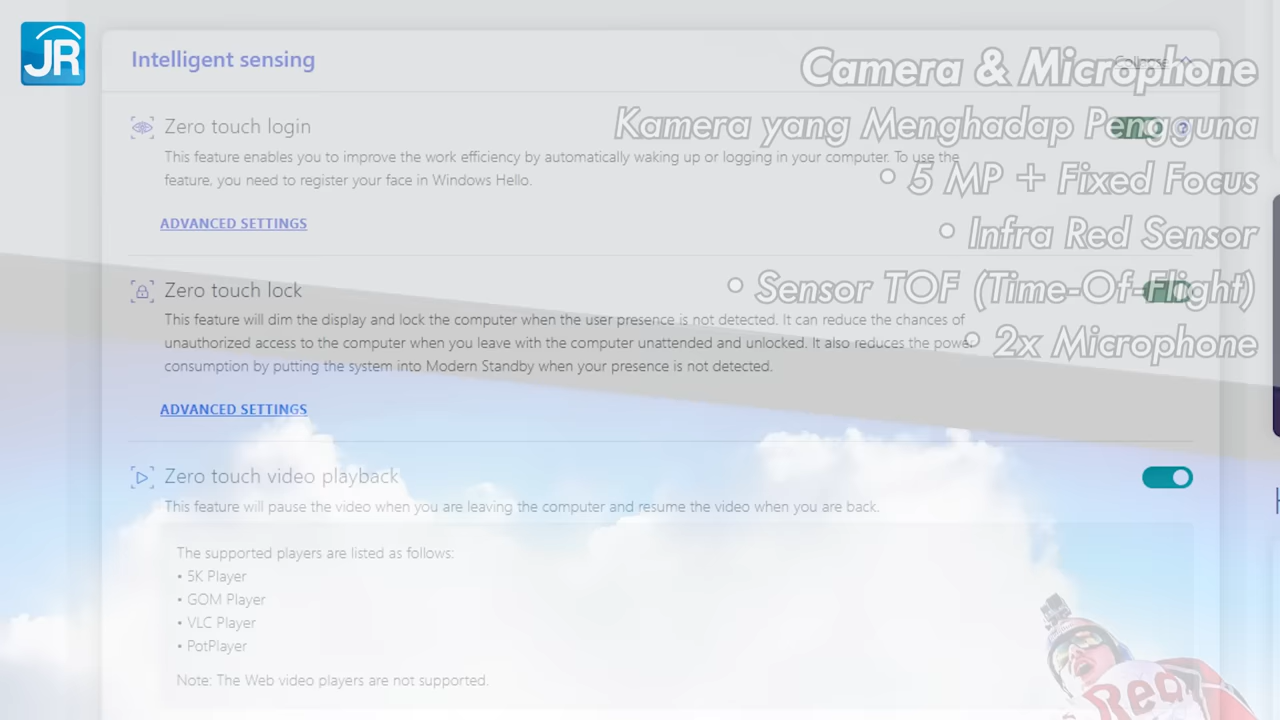 JR
Intelligent sensing
Collapse
Camera & Microphone
Zero touch login
Kamera yang Menghadap Pengguna
This feature enables you to improve the work efficiency by automatically waking up or logging in your computer. To use the
feature, you need to register your face in Windows Hello.
• 5 MP + Fixed Focus
ADVANCED SETTINGS
• Infra Red Sensor
Zero touch lock
• Sensor TOF (Time-Of-Flight)
This feature will dim the display and lock the computer when the user presence is not detected. It can reduce the chances of
unauthorized access to the computer when you leave with the computer unattended and unlocked. It also reduces the power
consumption by putting the system into Modern Standby when your presence is not detected.
• 2x Microphone
ADVANCED SETTINGS
Zero touch video playback
This feature will pause the video when you are leaving the computer and resume the video when you are back.
The supported players are listed as follows:
• 5K Player
• GOM Player
• VLC Player
• PotPlayer
Note: The Web video players are not supported.
Red